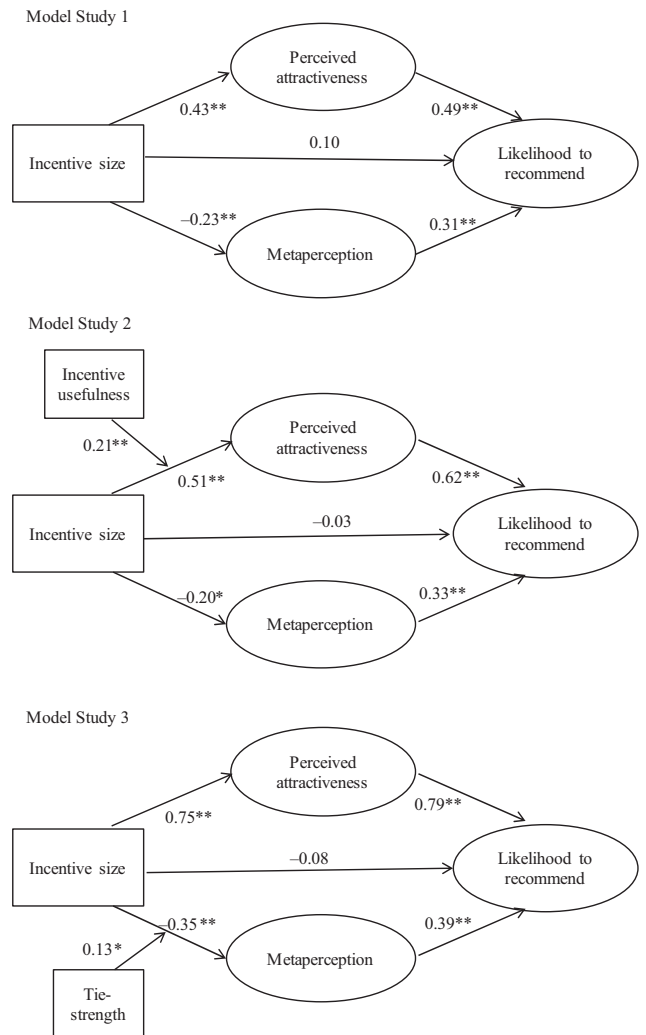 Model Study 1
Perceived
attractiveness
0.43**
0.49**
Incentive size
0.10
Likelihood to
recommend
–0.23**
Metaperception
0.31**
Model Study 2
Incentive
usefulness
0.21**
Perceived
attractiveness
0.51**
0.62**
Incentive size
–0.03
Likelihood to
recommend
–0.20*
Metaperception
0.33**
Model Study 3
Perceived
attractiveness
0.75**
0.79**
Incentive size
–0.08
Likelihood to
recommend
–0.35**
0.13*
Metaperception
0.39**
Tie-
strength